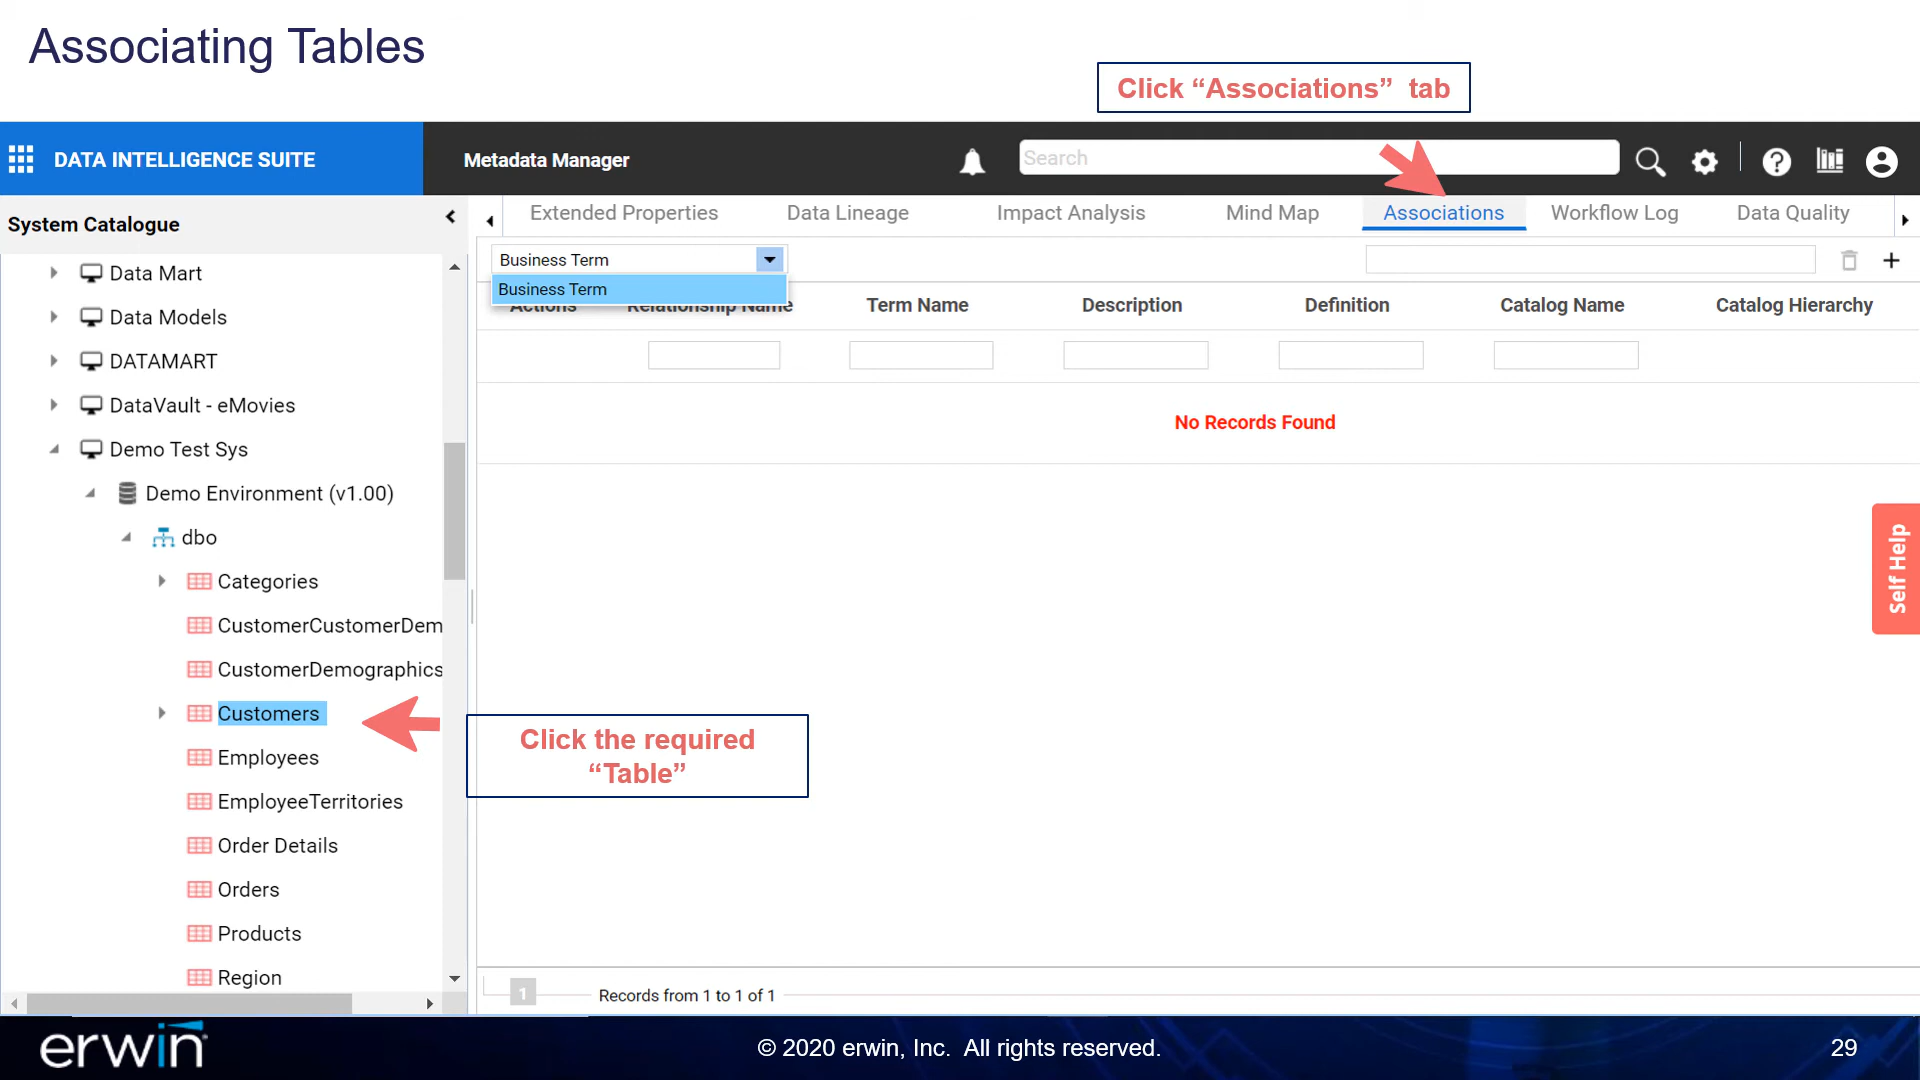 Associating Tables
Click “Associations” tab
DATA INTELLIGENCE SUITE
Metadata Manager
Search
System Catalogue
Extended Properties
Data Lineage
Impact Analysis
Mind Map
Associations
Workflow Log
Data Quality
Business Term
Business Term
Actions
Relationship Name
Term Name
Description
Definition
Catalog Name
Catalog Hierarchy
No Records Found
Data Mart
Data Models
DATAMART
DataVault - eMovies
Demo Test Sys
Demo Environment (v1.00)
dbo
Categories
CustomerCustomerDem
CustomerDemographics
Customers
Employees
EmployeeTerritories
Order Details
Orders
Products
Region
Click the required
“Table”
Self Help
1
Records from 1 to 1 of 1
erwin
© 2020 erwin, Inc. All rights reserved.
29